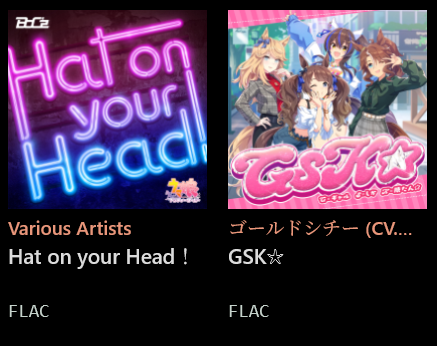 BoC'z
Hat on
your
Head!
Various Artists
Hat on your Head！
FLAC
GSK☆
ゴールドシチー (CV....
GSK☆
FLAC